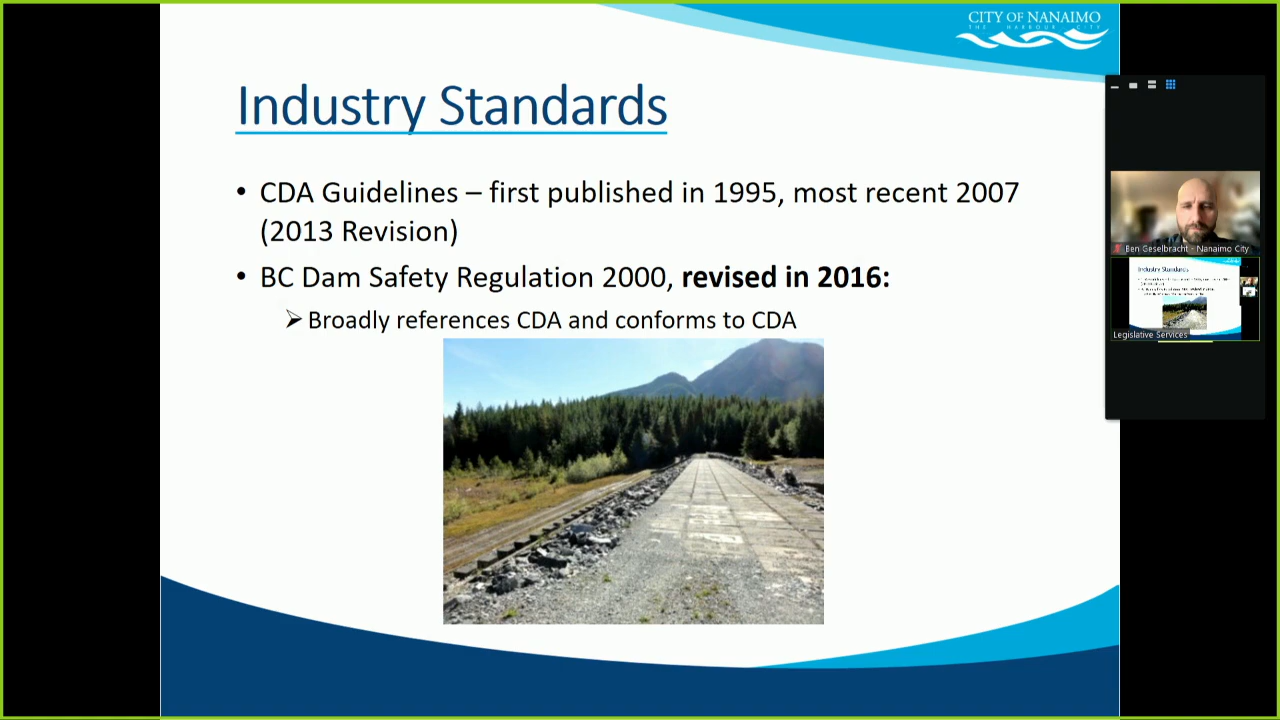 CITY OF NANAIMO
THE HARBOUR CITY
Industry Standards
• CDA Guidelines – first published in 1995, most recent 2007
(2013 Revision)
• BC Dam Safety Regulation 2000, revised in 2016:
➢ Broadly references CDA and conforms to CDA
Ben Geselbracht - Nanaimo City
Industry Standards
Legislative Services